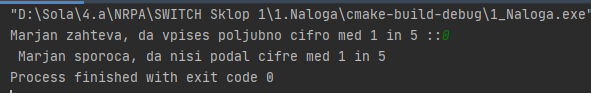 "D:\Sola\4.a\NRPA\SWITCH Sklop 1\1.Naloga\cmake-build-debug\1_Naloga.exe"
Marjan zahteva, da vpises poljubno cifro med 1 in 5 ::0
Marjan sporoca, da nisi podal cifre med 1 in 5
Process finished with exit code 0